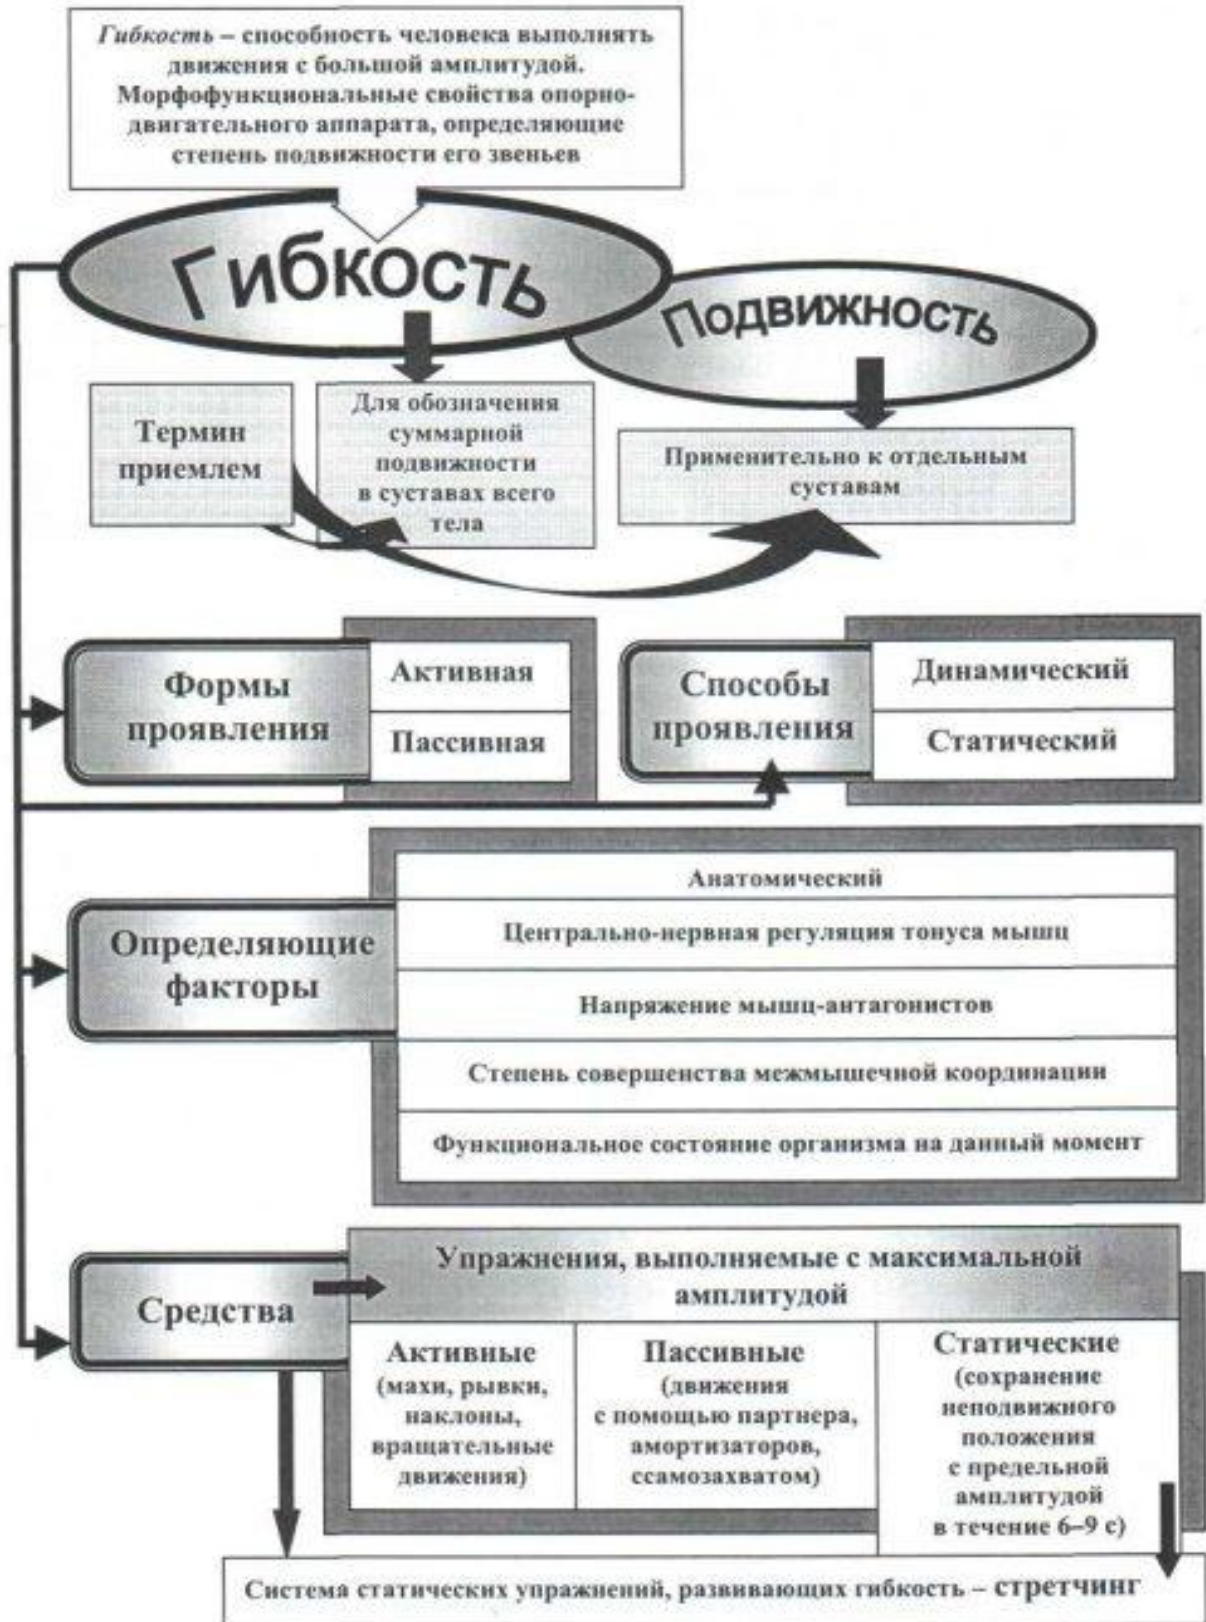 Гибкость – способность человека выполнять
движения с большой амплитудой.
Морфофункциональные свойства опорно-
двигательного аппарата, определяющие
степень подвижности его звеньев
Гибкость
Подвижность
Термин
приемлем
Для обозначения
суммарной
подвижности
в суставах всего
тела
Применительно к отдельным
суставам
Формы
проявления
Активная
Пассивная
Способы
проявления
Динамический
Статический
Определяющие
факторы
Анатомический
Центрально-нервная регуляция тонуса мышц
Напряжение мышц-антагонистов
Степень совершенства межмышечной координации
Функциональное состояние организма на данный момент
Средства
Упражнения, выполняемые с максимальной
амплитудой
Активные
(махи, рывки,
наклоны,
вращательные
движения)
Пассивные
(движения
с помощью партнера,
амортизаторов,
ссамозахватом)
Статические
(сохранение
неподвижного
положения
с предельной
амплитудой
в течение 6–9 с)
Система статических упражнений, развивающих гибкость – стретчинг